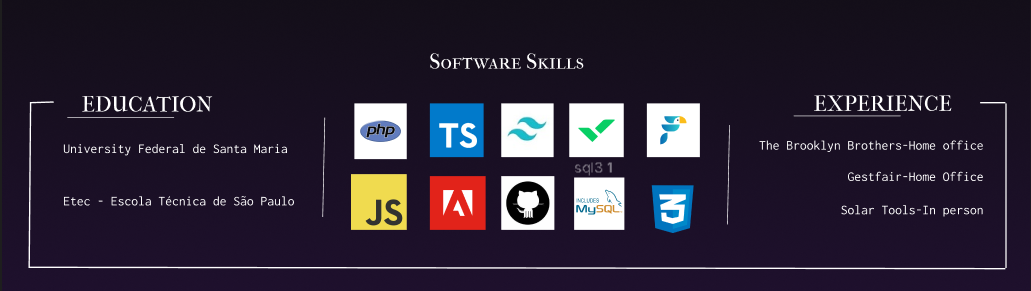 Software Skills
EDUCATION
University Federal de Santa Maria
Etec - Escola Técnica de São Paulo
php
TS
sql3 1
JS
INCLUDES
MySQL
3
EXPERIENCE
The Brooklyn Brothers-Home office
Gestfair-Home Office
Solar Tools-In person